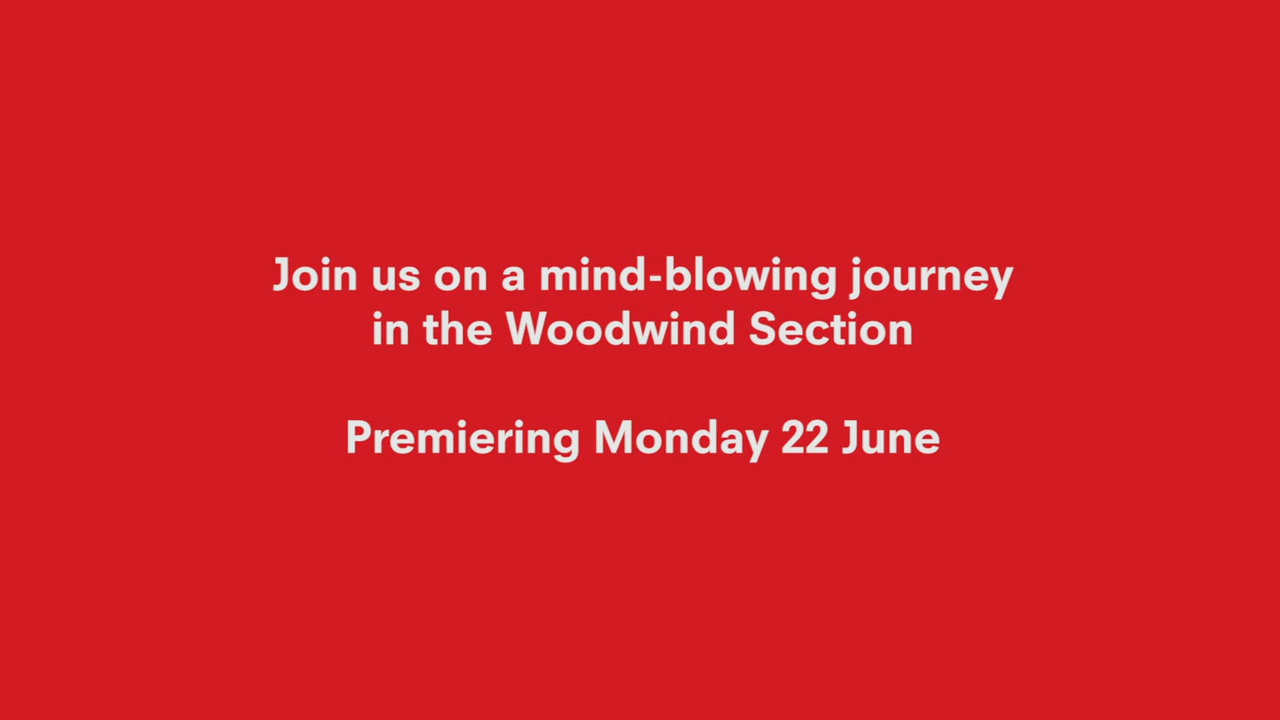 Join us on a mind-blowing journey
in the Woodwind Section
Premiering Monday 22 June